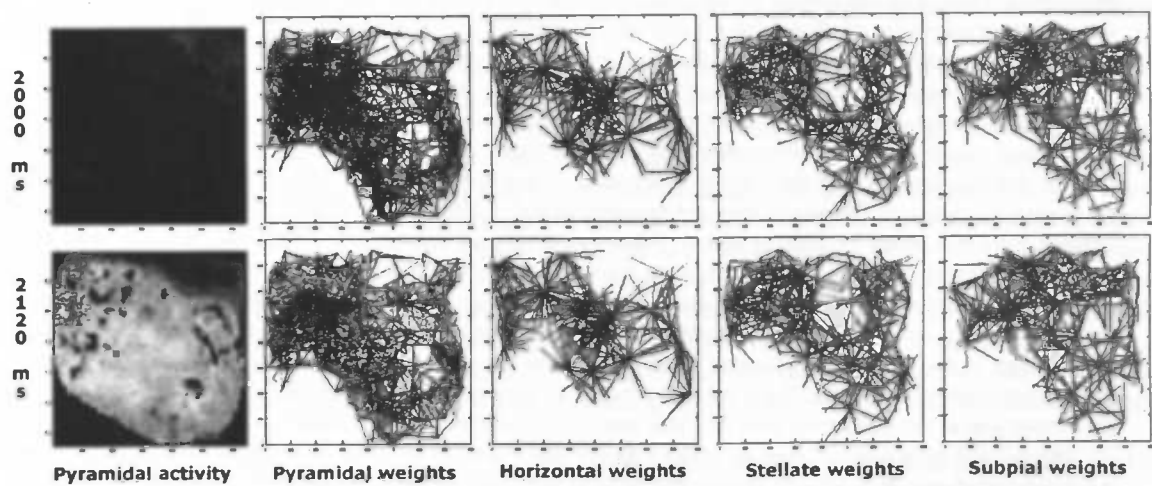 2000 ms
2120 ms
Pyramidal activity
Pyramidal weights
Horizontal weights
Stellate weights
Subpial weights